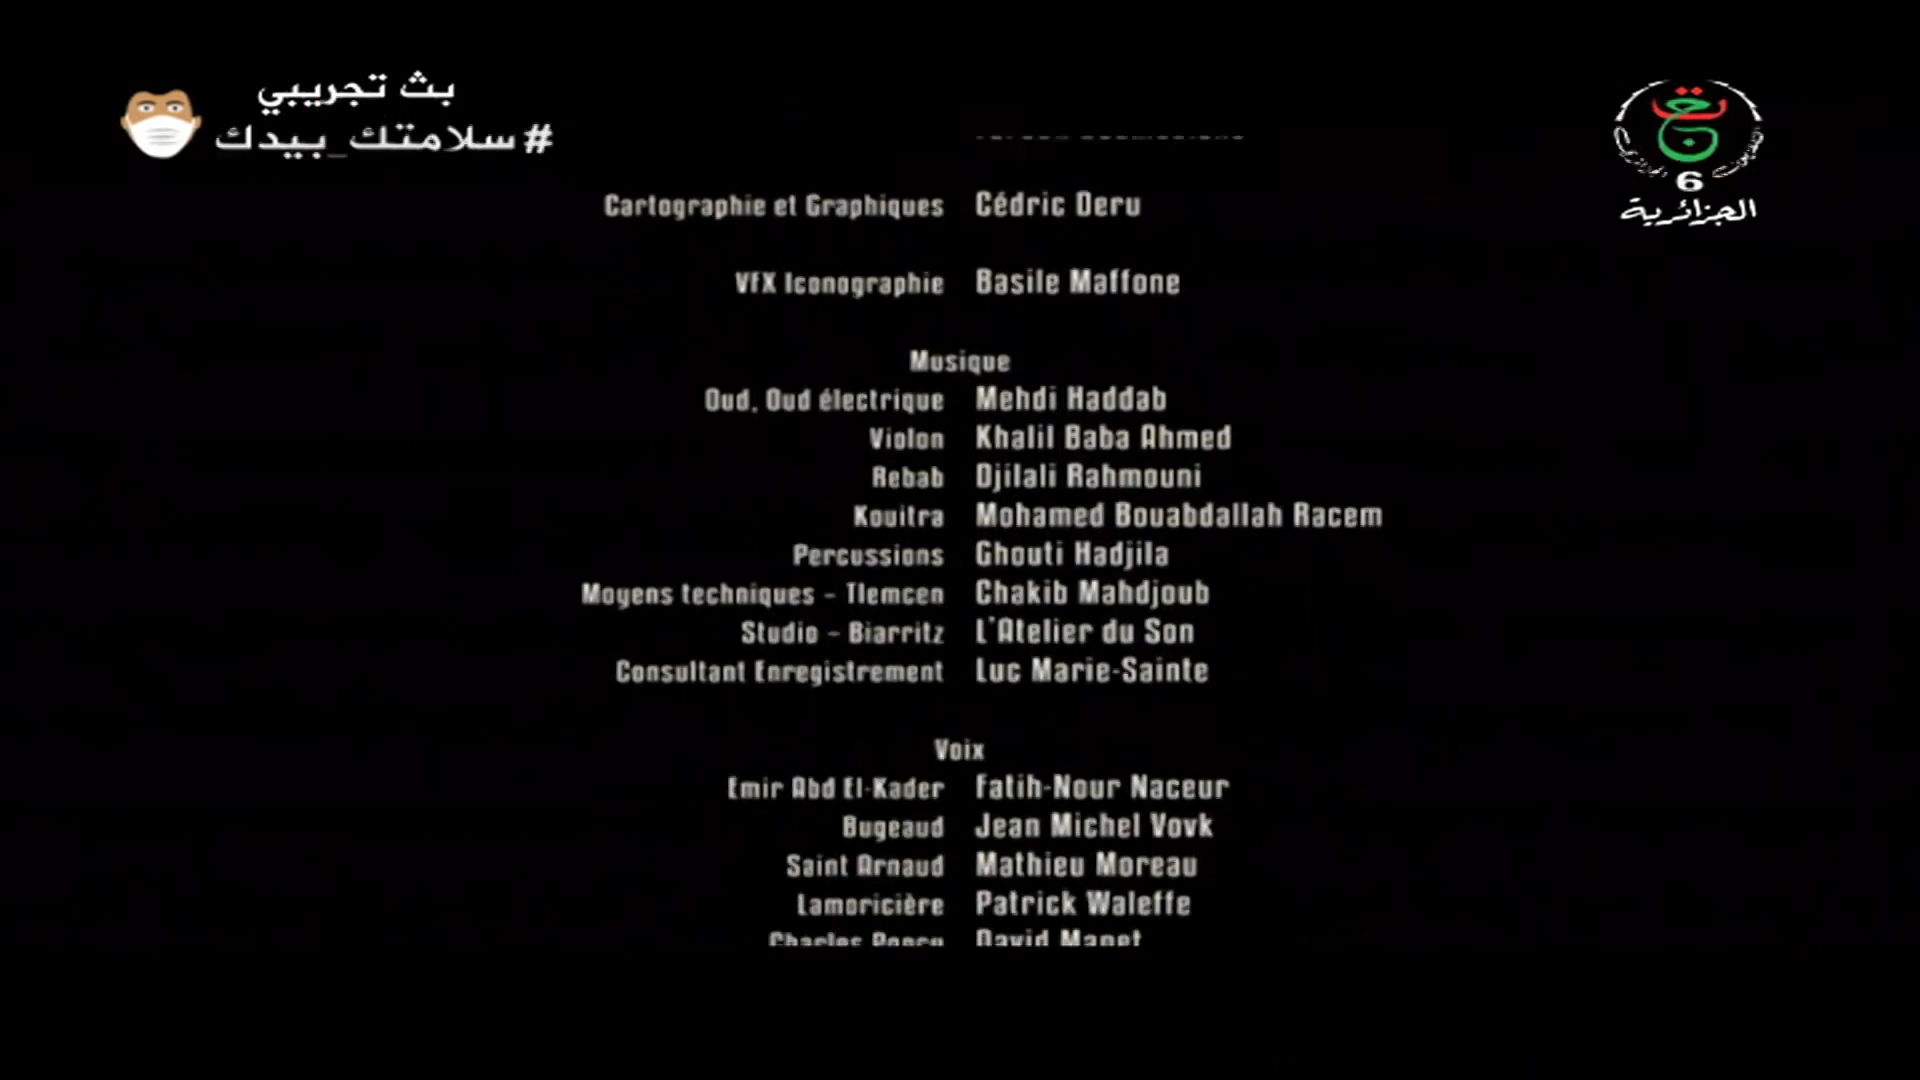 بث تجريبي
#سلامتك_بيدك
6
الجزائرية
Cartographie et Graphiques Cédric Deru
VFX Iconographie Basile Maffone
Musique
Oud, Oud électrique Mehdi Haddab
Violon Khalil Baba Ahmed
Rebab Djilali Rahmouni
Kouitra Mohamed Bouabdallah Racem
Percussions Ghouti Hadjila
Moyens techniques - Tlemcen Chakib Mahdjoub
Studio - Biarritz L'Atelier du Son
Consultant Enregistrement Luc Marie-Sainte
Voix
Emir Abd El-Kader Fatih-Nour Naceur
Bugeaud Jean Michel Vovk
Saint Arnaud Mathieu Moreau
Lamoricière Patrick Waleffe
Charles David Manet